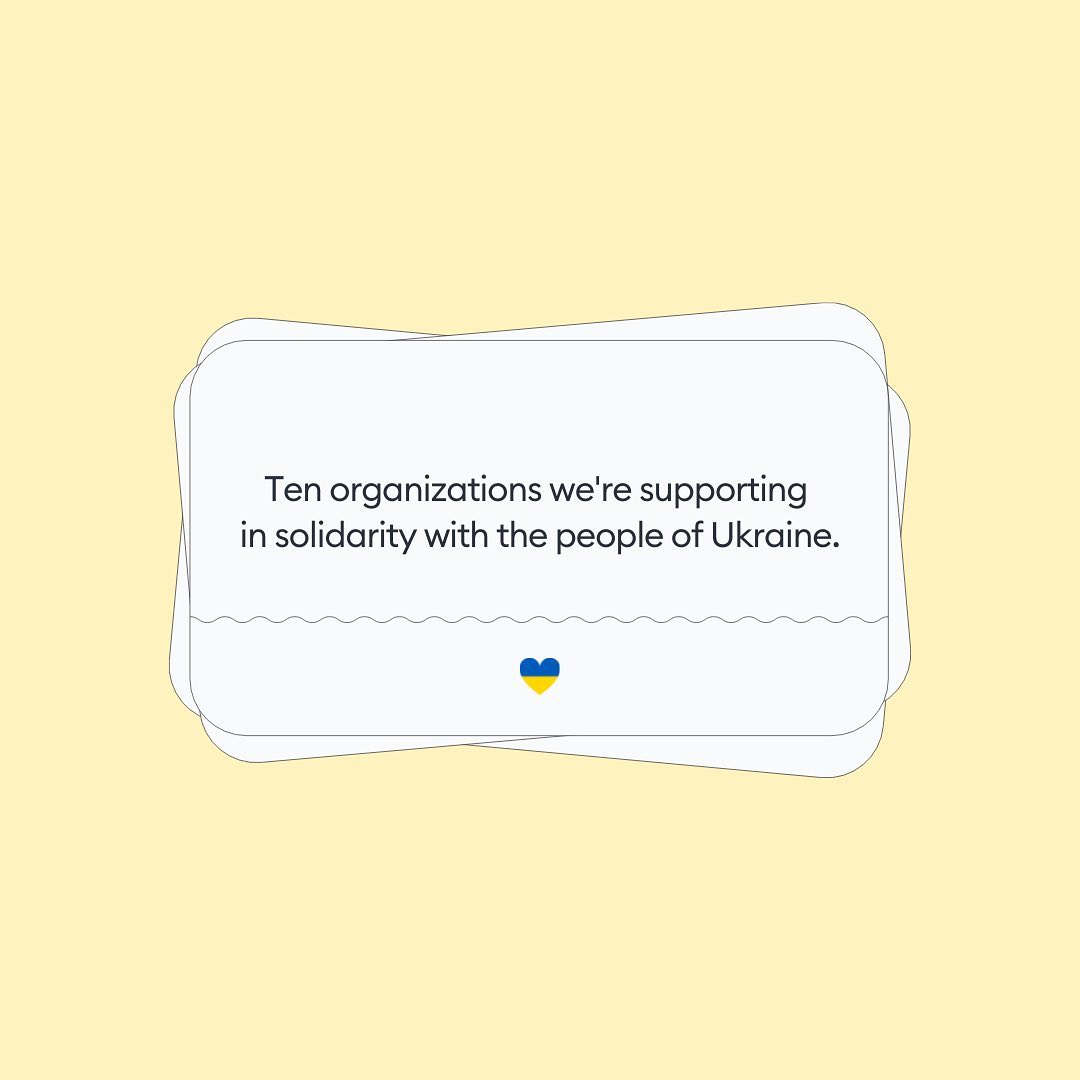 Ten organizations we're supporting
in solidarity with the people of Ukraine.